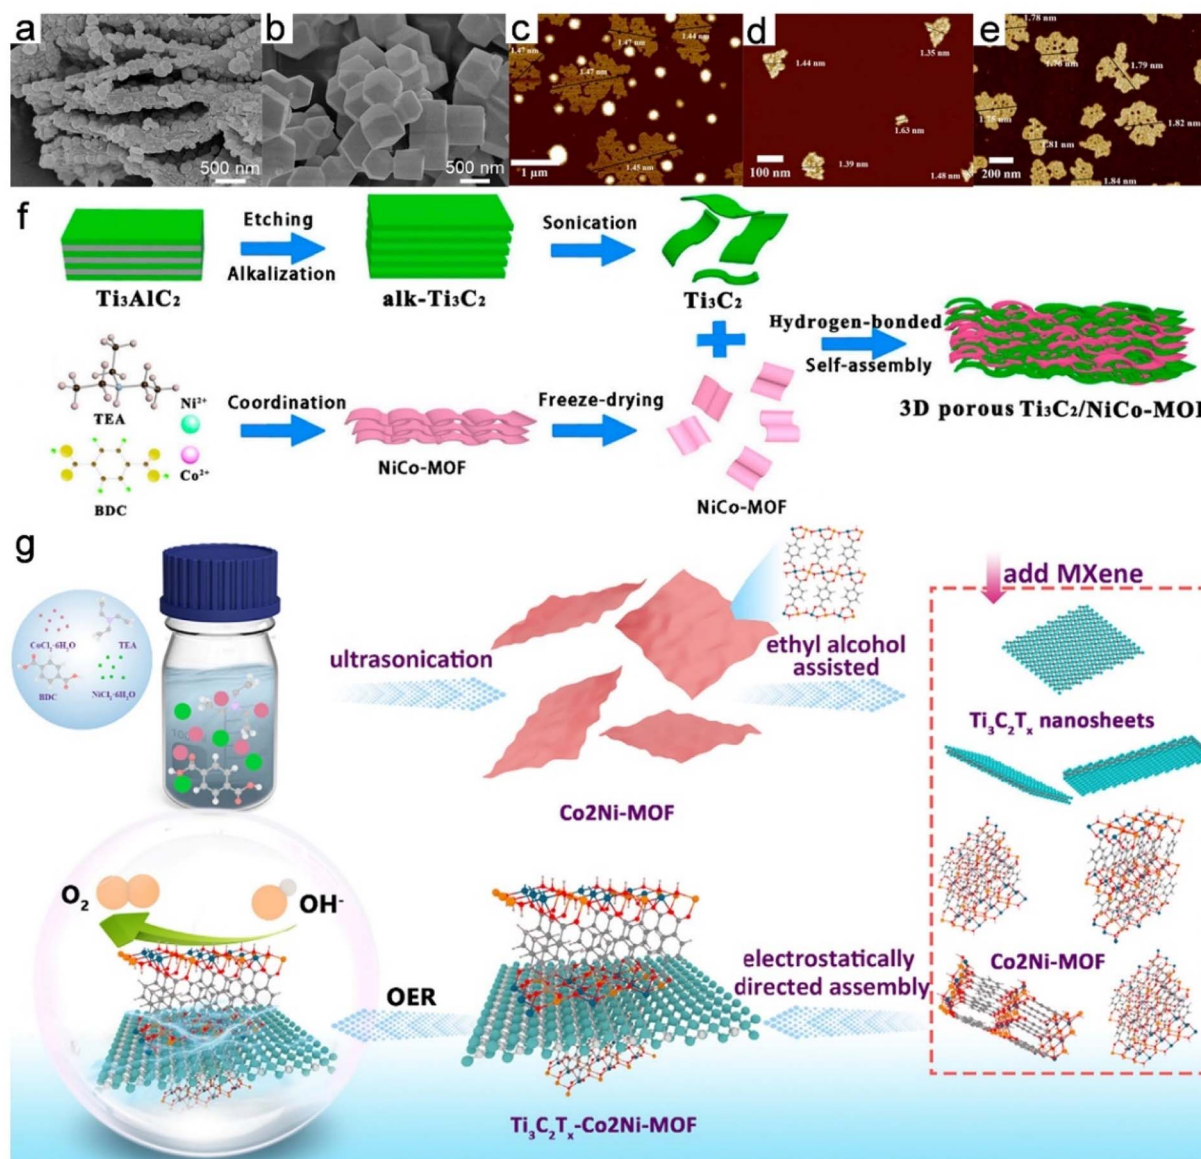 a
500 nm
b
500 nm
c
1.47 nm
1.47 nm
1.44 nm
1.47 nm
1.45 nm
1 µm
d
1.35 nm
1.44 nm
1.63 nm
1.39 nm
1.48 nm
100 nm
e
1.78 nm
1.76 nm
1.79 nm
1.82 nm
1.81 nm
1.84 nm
200 nm
f
Etching
Alkalization
Sonication
Ti₃AlC₂
alk-Ti₃C₂
Ti₃C₂
Hydrogen-bonded
Self-assembly
3D porous Ti₃C₂/NiCo-MOF
TEA
Ni²⁺
Co²⁺
BDC
Coordination
NiCo-MOF
Freeze-drying
NiCo-MOF
g
CoCl₂·6H₂O
TEA
BDC
NiCl₂·6H₂O
100
ultrasonication
Co2Ni-MOF
ethyl alcohol
assisted
add MXene
Ti₃C₂Tₓ nanosheets
Co2Ni-MOF
electrostatically
directed assembly
Ti₃C₂Tₓ-Co2Ni-MOF
OER
O₂
OH⁻